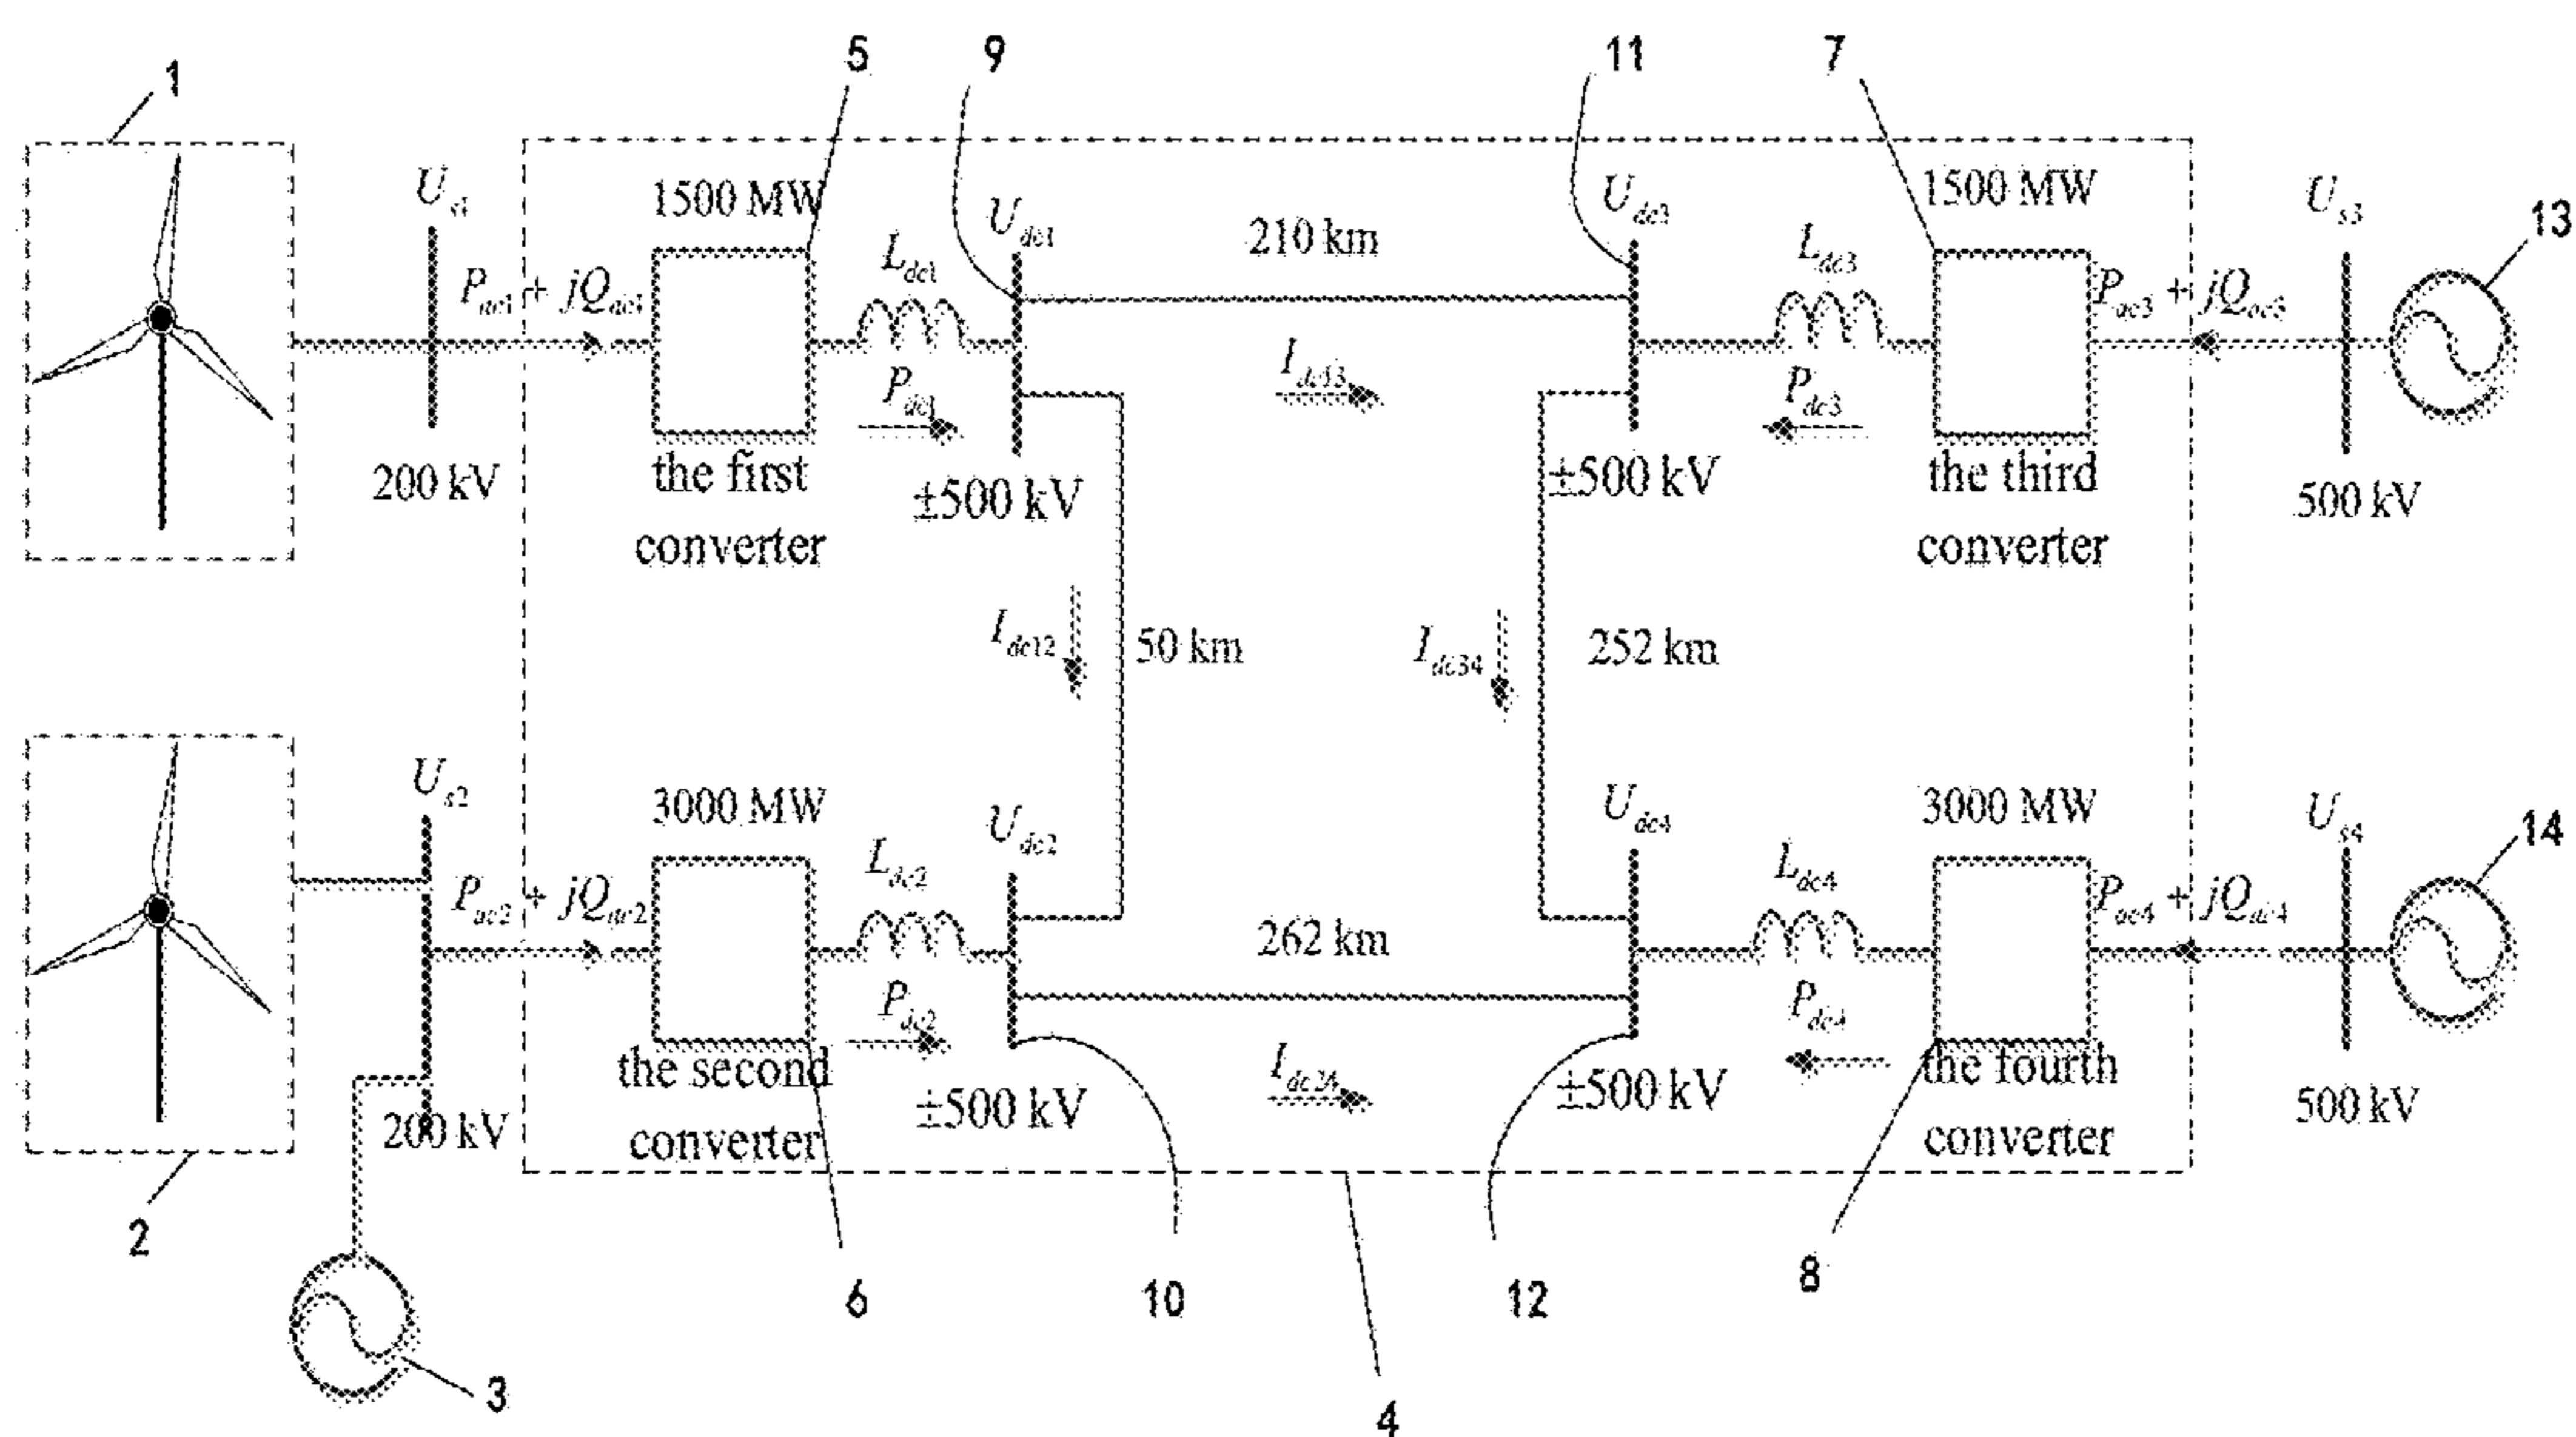 5
9
11
7
1
13
1500 MW
1500 MW
U_s1
U_dc1
U_dc3
U_s3
210 km
L_dc1
L_dc3
P_ac1 + jQ_ac1
P_ac3 + jQ_ac3
I_dc13
P_dc1
P_dc3
200 kV
the first
converter
±500 kV
±500 kV
the third
converter
500 kV
I_dc12
50 km
I_dc34
252 km
U_s2
3000 MW
U_dc2
U_dc4
3000 MW
U_s4
14
L_dc2
L_dc4
P_ac2 + jQ_ac2
P_ac4 + jQ_ac4
262 km
P_dc2
P_dc4
I_dc24
200 kV
the second
converter
±500 kV
±500 kV
the fourth
converter
500 kV
2
6
10
12
8
3
4